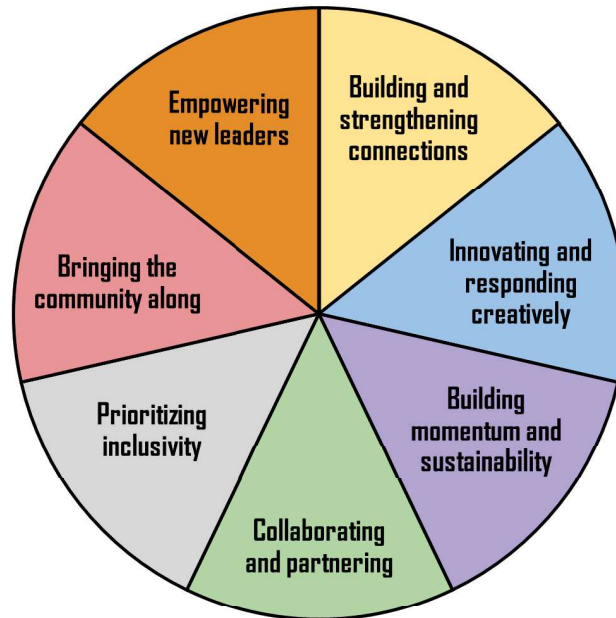 Empowering
new leaders
Building and
strengthening
connections
Innovating and
responding
creatively
Building
momentum and
sustainability
Collaborating
and partnering
Prioritizing
inclusivity
Bringing the
community along